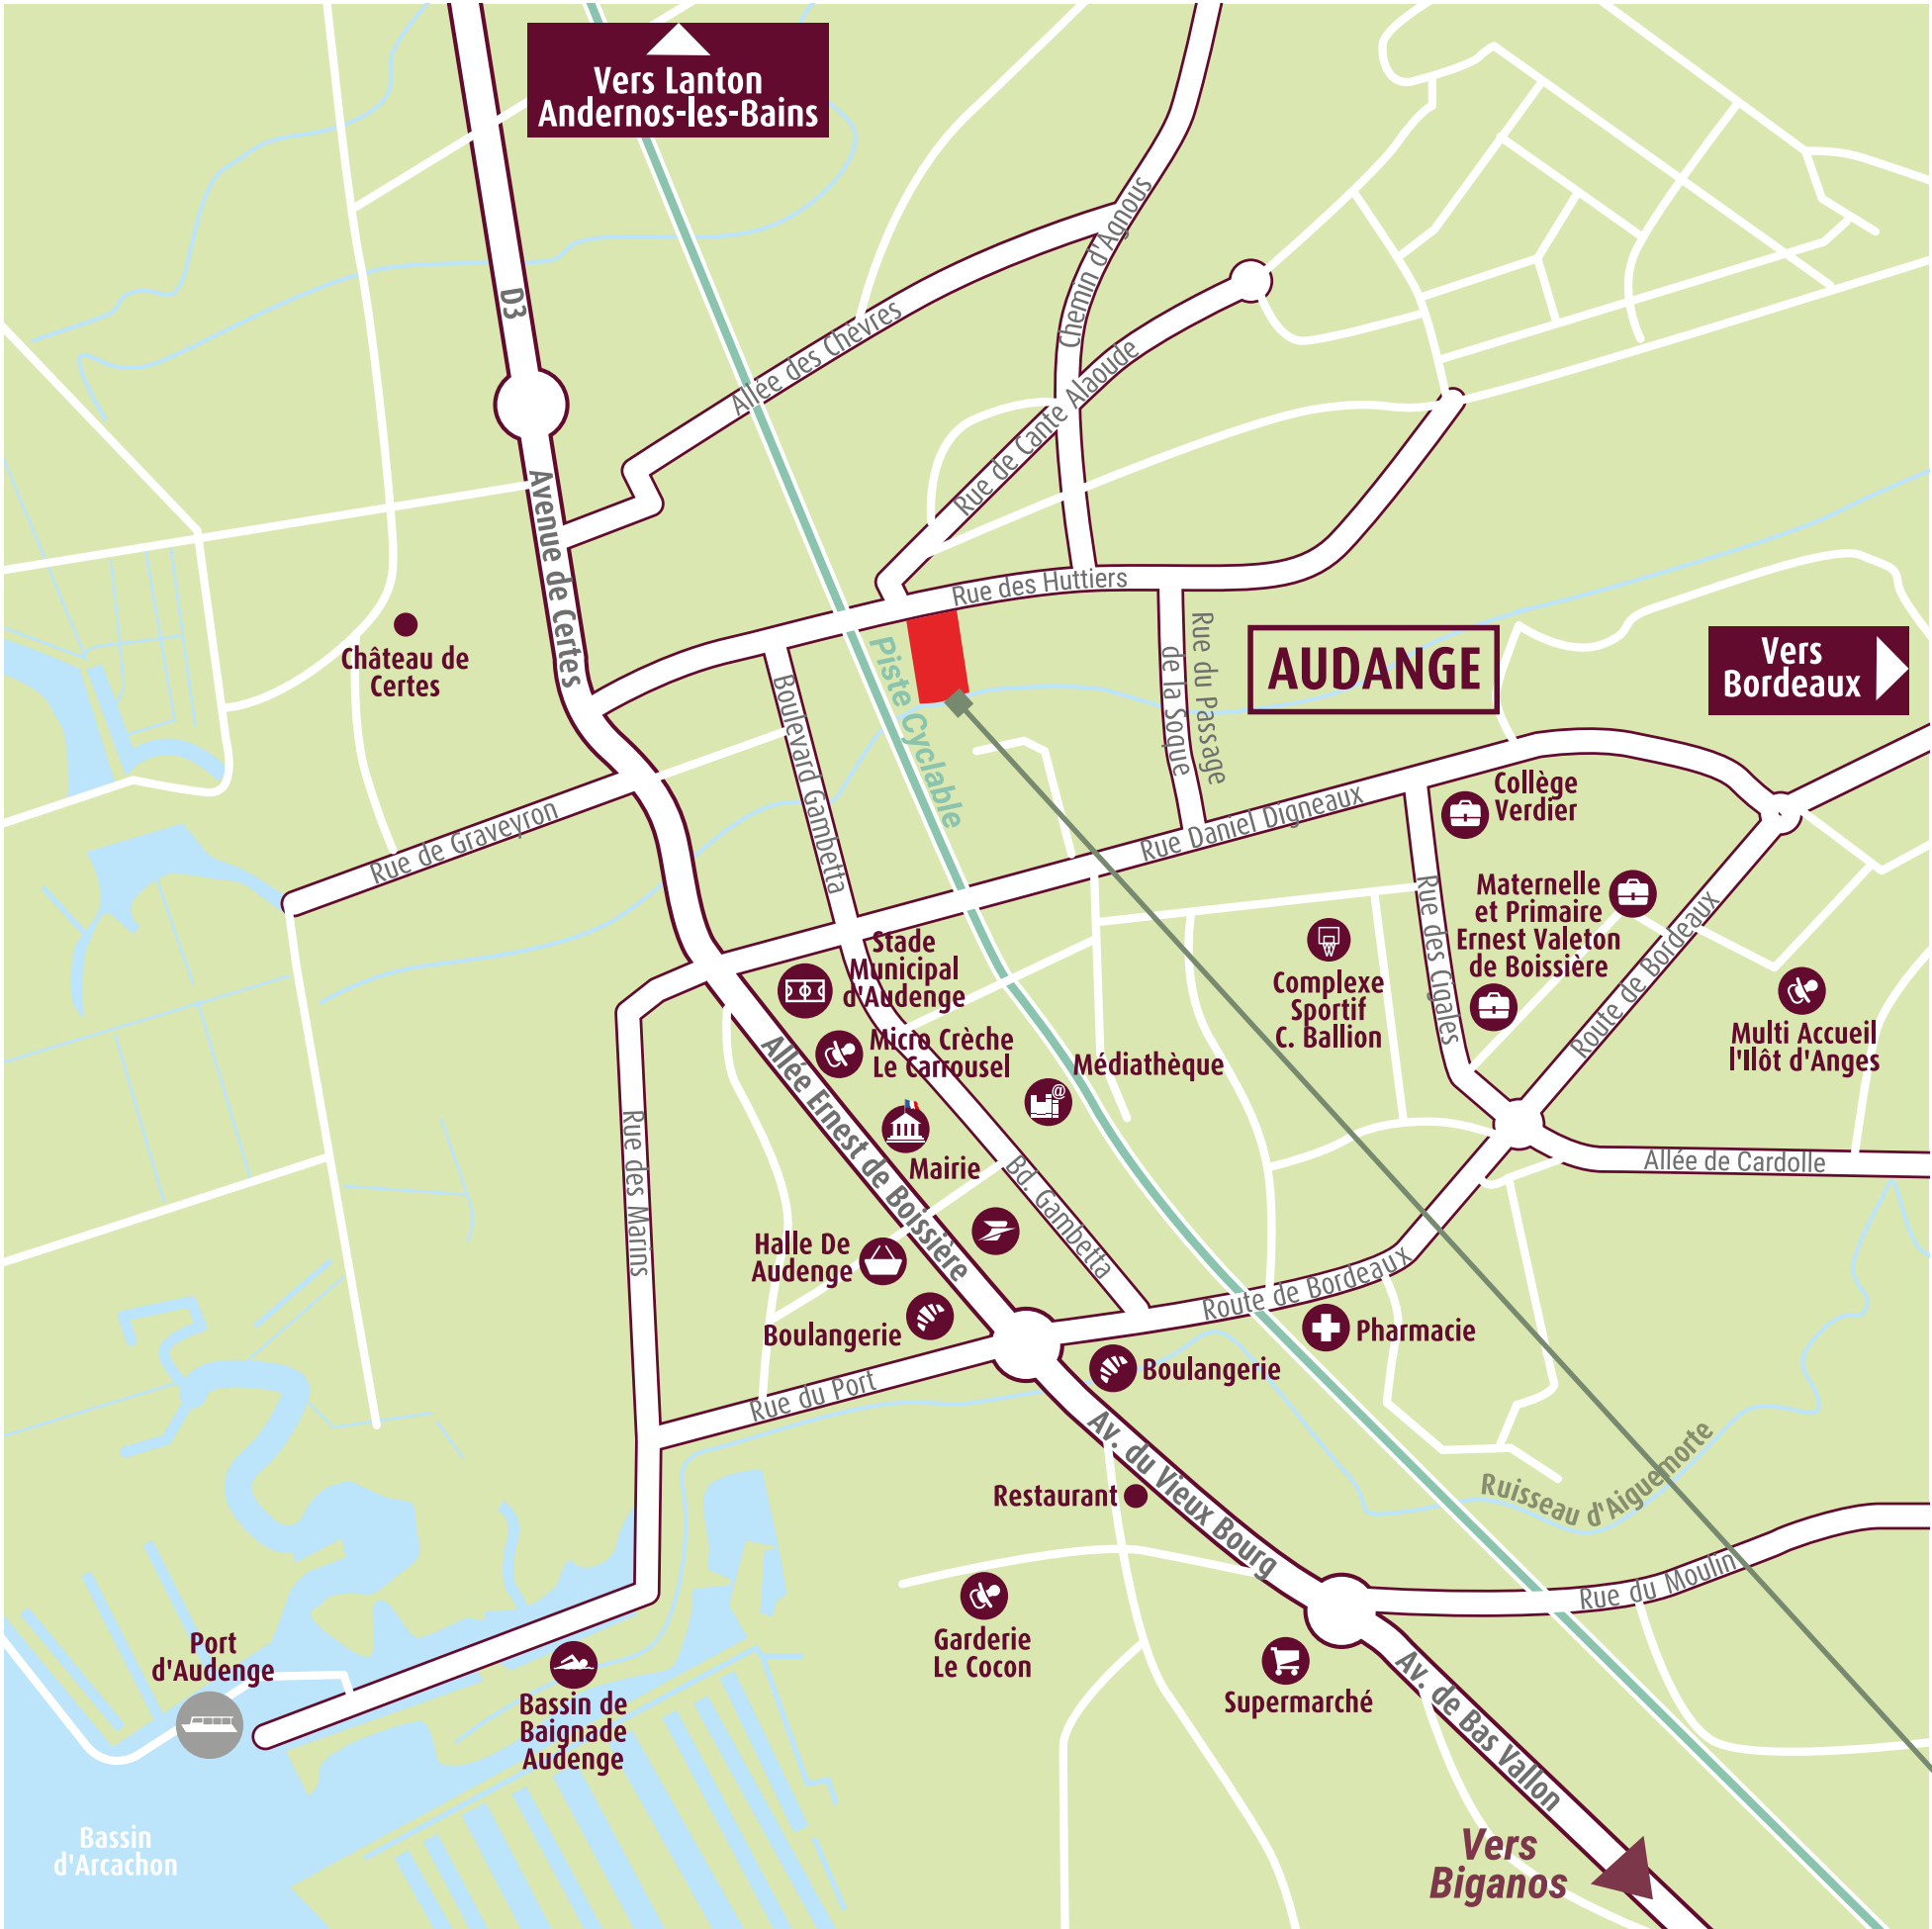 Vers Lanton
Andernos-les-Bains
D3
Chemin d'Agnous
Allée des Chèvres
Rue de Cante Alaoude
Avenue de Certes
Rue des Huttiers
Château de
Certes
Piste Cyclable
Rue du Passage
de la Soque
AUDANGE
Vers
Bordeaux
Boulevard Gambetta
Rue de Graveyron
Rue Daniel Digneaux
Collège
Verdier
Rue des Cigales
Maternelle
et Primaire
Ernest Valeton
de Boissière
Route de Bordeaux
Stade
Municipal
d'Audenge
Complexe
Sportif
C. Ballion
Multi Accueil
l'Ilôt d'Anges
Micro Crèche
Le Carrousel
Médiathèque
@
Allée Ernest de Boissière
Mairie
Rue des Marins
Bd. Gambetta
Allée de Cardolle
Halle De
Audenge
Route de Bordeaux
Boulangerie
Pharmacie
Boulangerie
Rue du Port
Av. du Vieux Bourg
Ruisseau d'Aiguemorte
Restaurant
Rue du Moulin
Garderie
Le Cocon
Port
d'Audenge
Supermarché
Bassin de
Baignade
Audenge
Av. de Bas Vallon
Bassin
d'Arcachon
Vers
Biganos